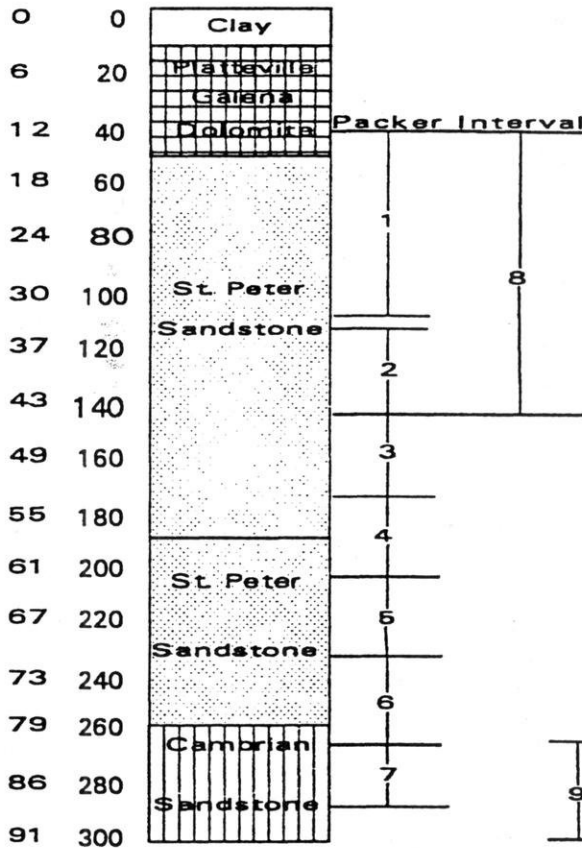 0 0 Clay
6 20 Platteville
Galena
12 40 Dolomite Packer Interval
18 60
1
24 80
8
30 100 St. Peter
Sandstone
37 120
2
43 140
3
49 160
55 180
4
61 200 St. Peter
67 220 5
Sandstone
73 240
6
79 260
Cambrian
7
86 280
9
Sandstone
91 300